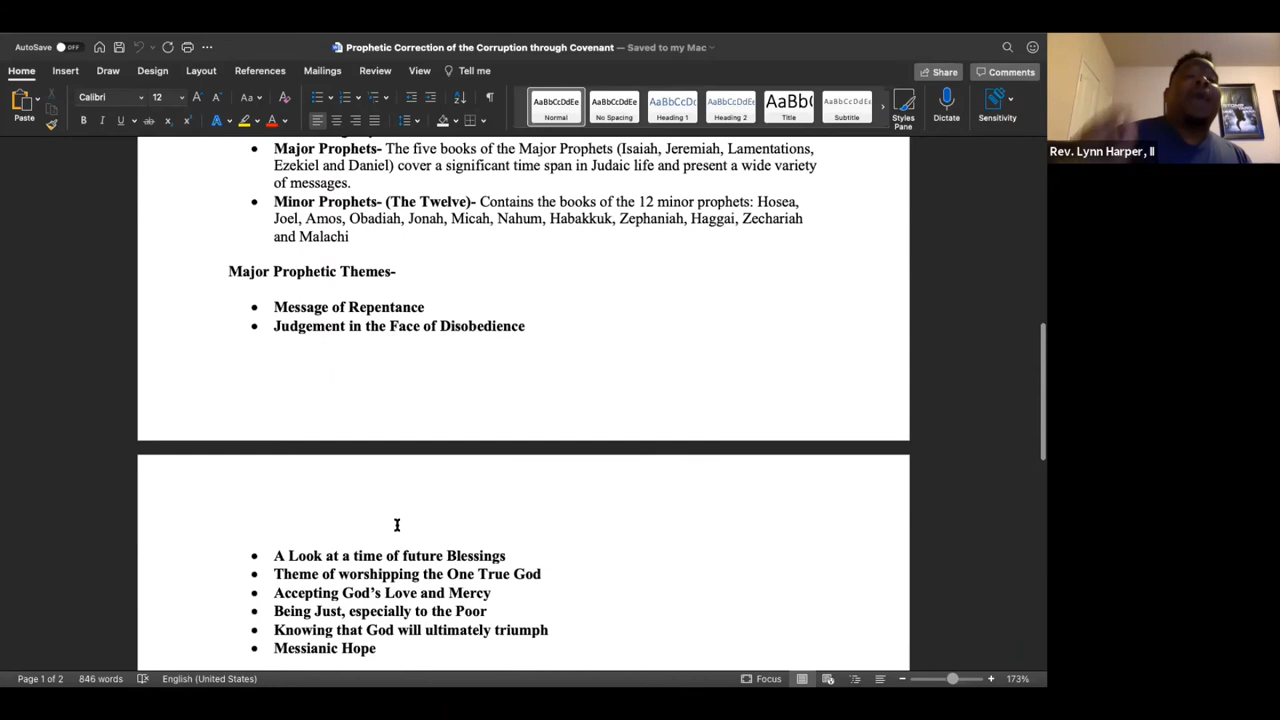 AutoSave OFF
Prophetic Correction of the Corruption through Covenant — Saved to my Mac
Home Insert Draw Design Layout References Mailings Review View Tell me
Share Comments
Paste
Calibri 12
AaBbCcDdEe AaBbCcDdEe AaBbCcDc AaBbCcDdEe AaBb( AaBbCcDdEe
Normal No Spacing Heading 1 Heading 2 Title Subtitle
Styles Pane
Dictate
Sensitivity
Rev. Lynn Harper, II
• Major Prophets- The five books of the Major Prophets (Isaiah, Jeremiah, Lamentations,
Ezekiel and Daniel) cover a significant time span in Judaic life and present a wide variety
of messages.
• Minor Prophets- (The Twelve)- Contains the books of the 12 minor prophets: Hosea,
Joel, Amos, Obadiah, Jonah, Micah, Nahum, Habakkuk, Zephaniah, Haggai, Zechariah
and Malachi
Major Prophetic Themes-
• Message of Repentance
• Judgement in the Face of Disobedience
• A Look at a time of future Blessings
• Theme of worshipping the One True God
• Accepting God's Love and Mercy
• Being Just, especially to the Poor
• Knowing that God will ultimately triumph
• Messianic Hope
Page 1 of 2 846 words English (United States) Focus 173%